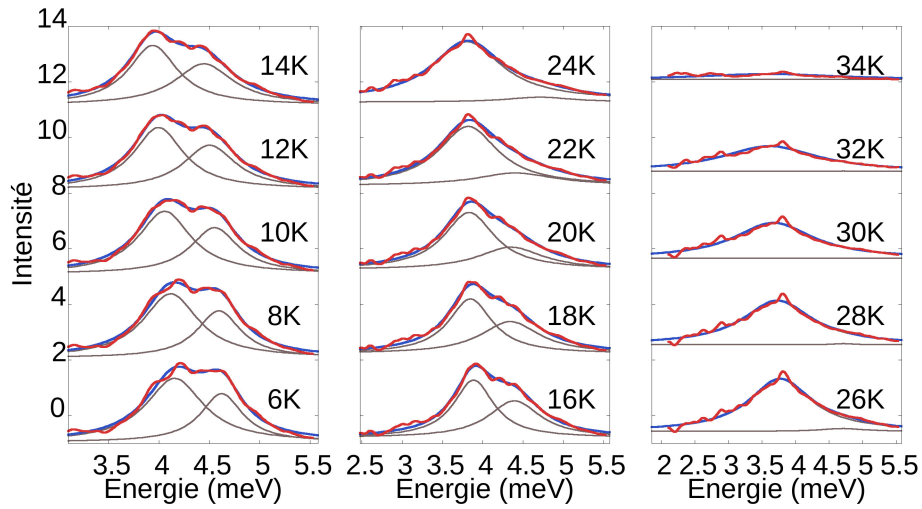 14
12
10
8
6
4
2
0
Intensité
14K
12K
10K
8K
6K
3.5 4 4.5 5 5.5
Energie (meV)
24K
22K
20K
18K
16K
2.5 3 3.5 4 4.5 5 5.5
Energie (meV)
34K
32K
30K
28K
26K
2 2.5 3 3.5 4 4.5 5 5.5
Energie (meV)